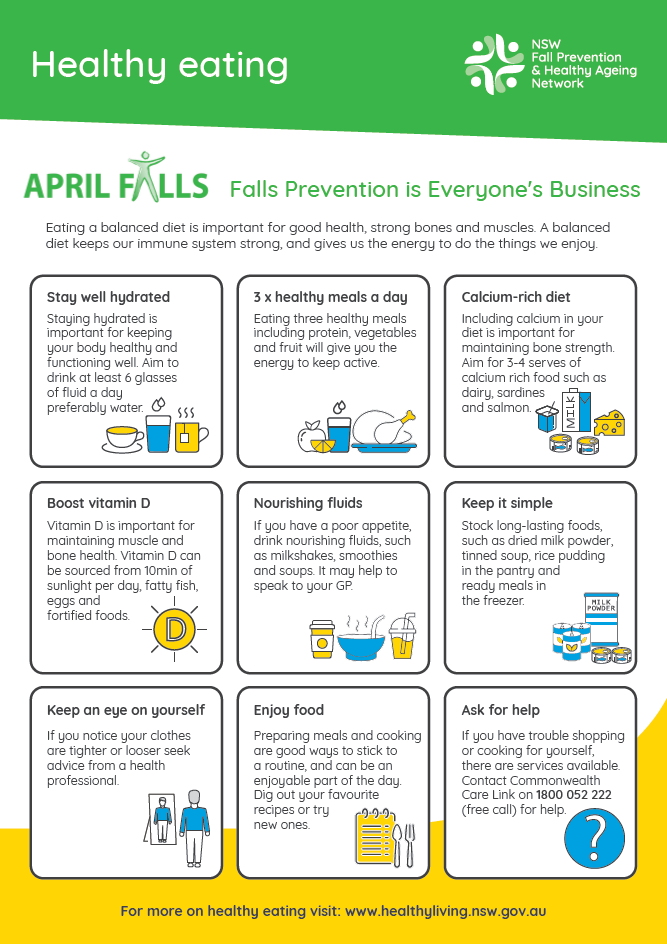 Healthy eating
NSW
Fall Prevention
& Healthy Ageing
Network
APRIL FALLS
Falls Prevention is Everyone's Business
Eating a balanced diet is important for good health, strong bones and muscles. A balanced
diet keeps our immune system strong, and gives us the energy to do the things we enjoy.
Stay well hydrated
Staying hydrated is
important for keeping
your body healthy and
functioning well. Aim to
drink at least 6 glasses
of fluid a day
preferably water.
3 x healthy meals a day
Eating three healthy meals
including protein, vegetables
and fruit will give you the
energy to keep active.
Calcium-rich diet
Including calcium in your
diet is important for
maintaining bone strength.
Aim for 3-4 serves of
calcium rich food such as
dairy, sardines
and salmon.
MILK
Boost vitamin D
Vitamin D is important for
maintaining muscle and
bone health. Vitamin D can
be sourced from 10min of
sunlight per day, fatty fish,
eggs and
fortified foods.
D
Nourishing fluids
If you have a poor appetite,
drink nourishing fluids, such
as milkshakes, smoothies
and soups. It may help to
speak to your GP.
Keep it simple
Stock long-lasting foods,
such as dried milk powder,
tinned soup, rice pudding
in the pantry and
ready meals in
the freezer.
MILK
POWDER
Keep an eye on yourself
If you notice your clothes
are tighter or looser seek
advice from a health
professional.
Enjoy food
Preparing meals and cooking
are good ways to stick to
a routine, and can be an
enjoyable part of the day.
Dig out your favourite
recipes or try
new ones.
Ask for help
If you have trouble shopping
or cooking for yourself,
there are services available.
Contact Commonwealth
Care Link on 1800 052 222
(free call) for help.
?
For more on healthy eating visit: www.healthyliving.nsw.gov.au